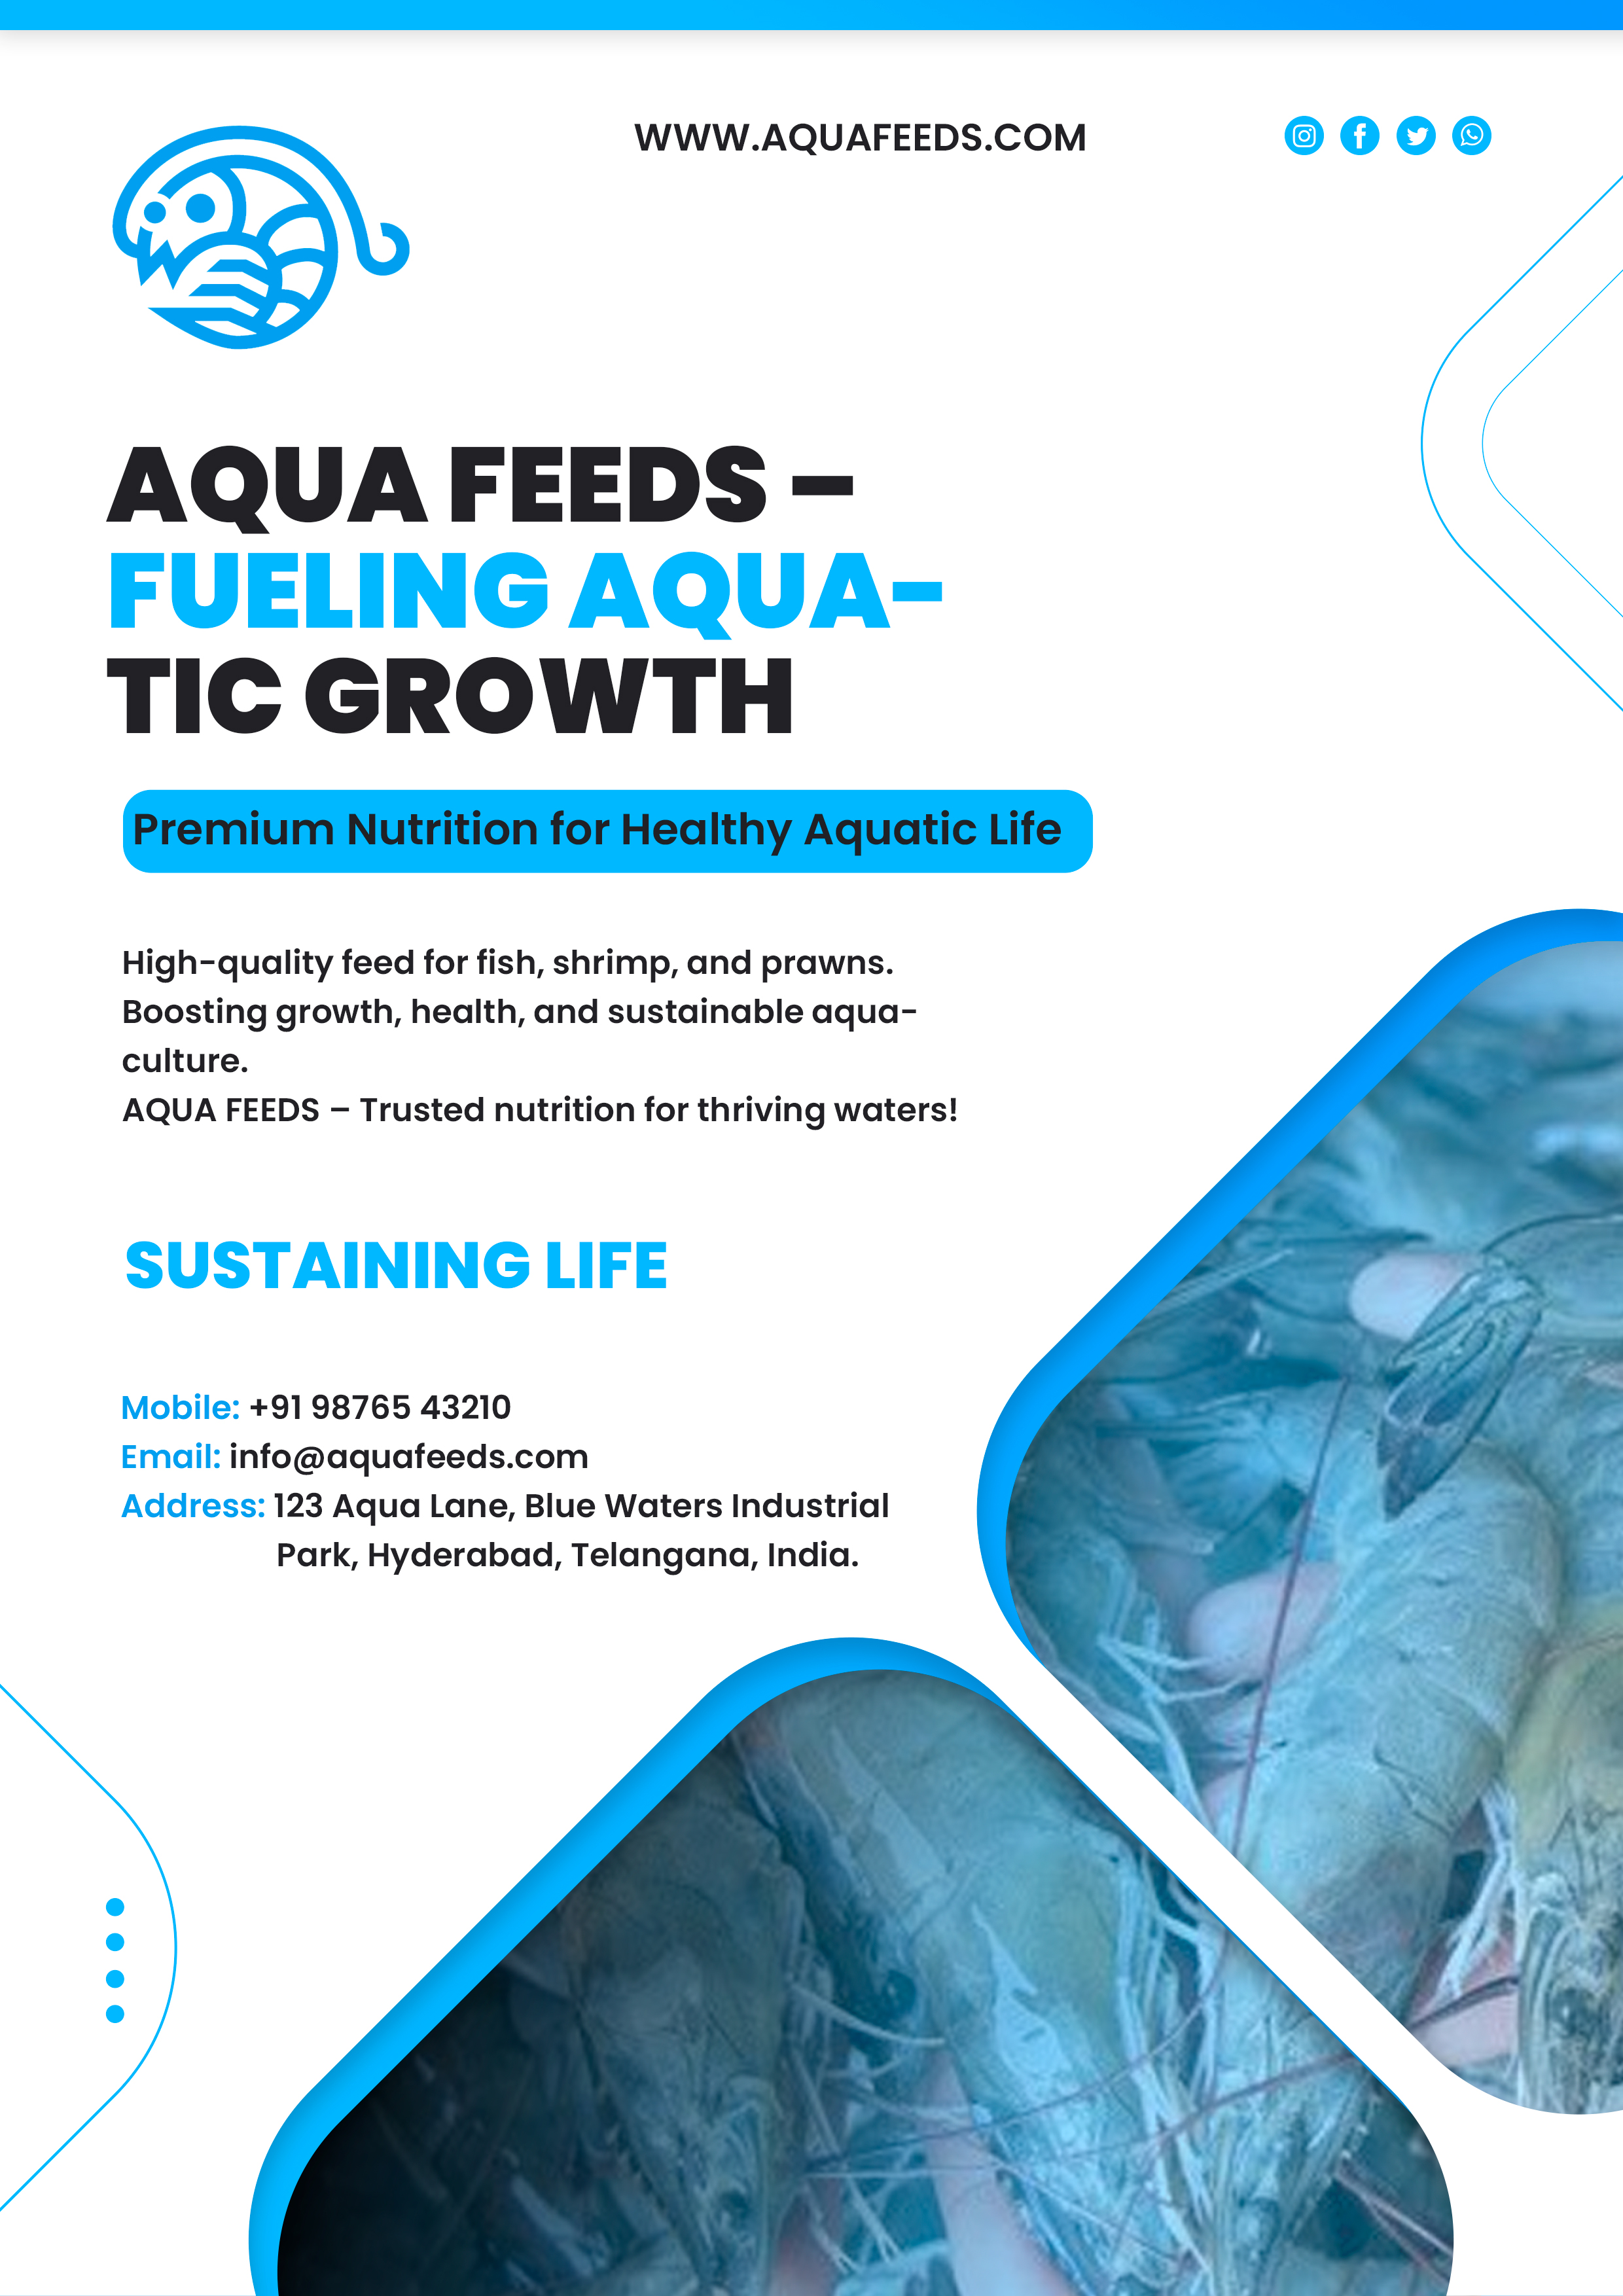 WWW.AQUAFEEDS.COM
AQUA FEEDS –
FUELING AQUA-
TIC GROWTH
Premium Nutrition for Healthy Aquatic Life
High-quality feed for fish, shrimp, and prawns.
Boosting growth, health, and sustainable aqua-
culture.
AQUA FEEDS – Trusted nutrition for thriving waters!
SUSTAINING LIFE
Mobile: +91 98765 43210
Email: info@aquafeeds.com
Address: 123 Aqua Lane, Blue Waters Industrial
Park, Hyderabad, Telangana, India.